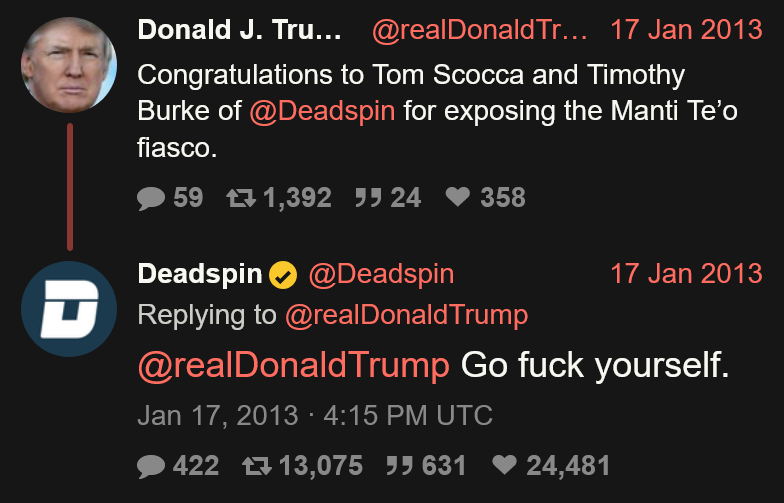 Donald J. Tru... @realDonaldTr... 17 Jan 2013
Congratulations to Tom Scocca and Timothy
Burke of @Deadspin for exposing the Manti Te’o
fiasco.
59 1,392 24 358
Deadspin @Deadspin 17 Jan 2013
Replying to @realDonaldTrump
@realDonaldTrump Go fuck yourself.
Jan 17, 2013 · 4:15 PM UTC
422 13,075 631 24,481